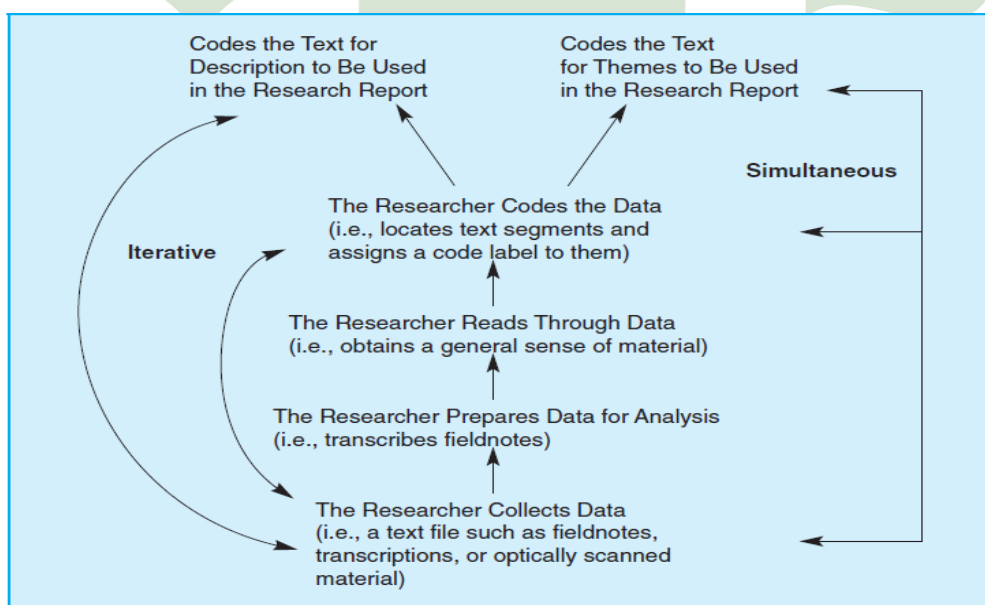 Codes the Text for
Description to Be Used
in the Research Report
Codes the Text
for Themes to Be Used
in the Research Report
Simultaneous
The Researcher Codes the Data
(i.e., locates text segments and
assigns a code label to them)
Iterative
The Researcher Reads Through Data
(i.e., obtains a general sense of material)
The Researcher Prepares Data for Analysis
(i.e., transcribes fieldnotes)
The Researcher Collects Data
(i.e., a text file such as fieldnotes,
transcriptions, or optically scanned
material)